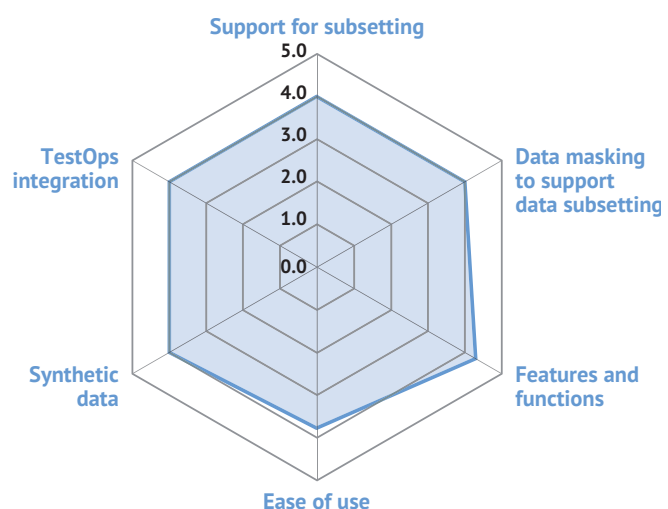 Support for subsetting
5.0
4.0
3.0
2.0
1.0
0.0
TestOps
integration
Data masking
to support
data subsetting
Synthetic
data
Features and
functions
Ease of use